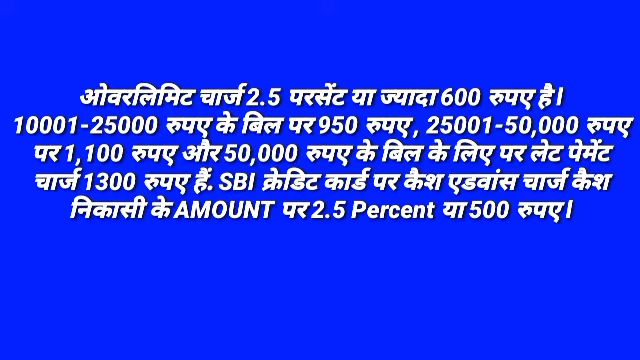 ओवरलिमिट चार्ज 2.5 परसेंट या ज्यादा 600 रुपए है।
10001-25000 रुपए के बिल पर 950 रुपए , 25001-50,000 रुपए
पर 1,100 रुपए और 50,000 रुपए के बिल के लिए पर लेट पेमेंट
चार्ज 1300 रुपए हैं. SBI क्रेडिट कार्ड पर कैश एडवांस चार्ज कैश
निकासी के AMOUNT पर 2.5 Percent या 500 रुपए।